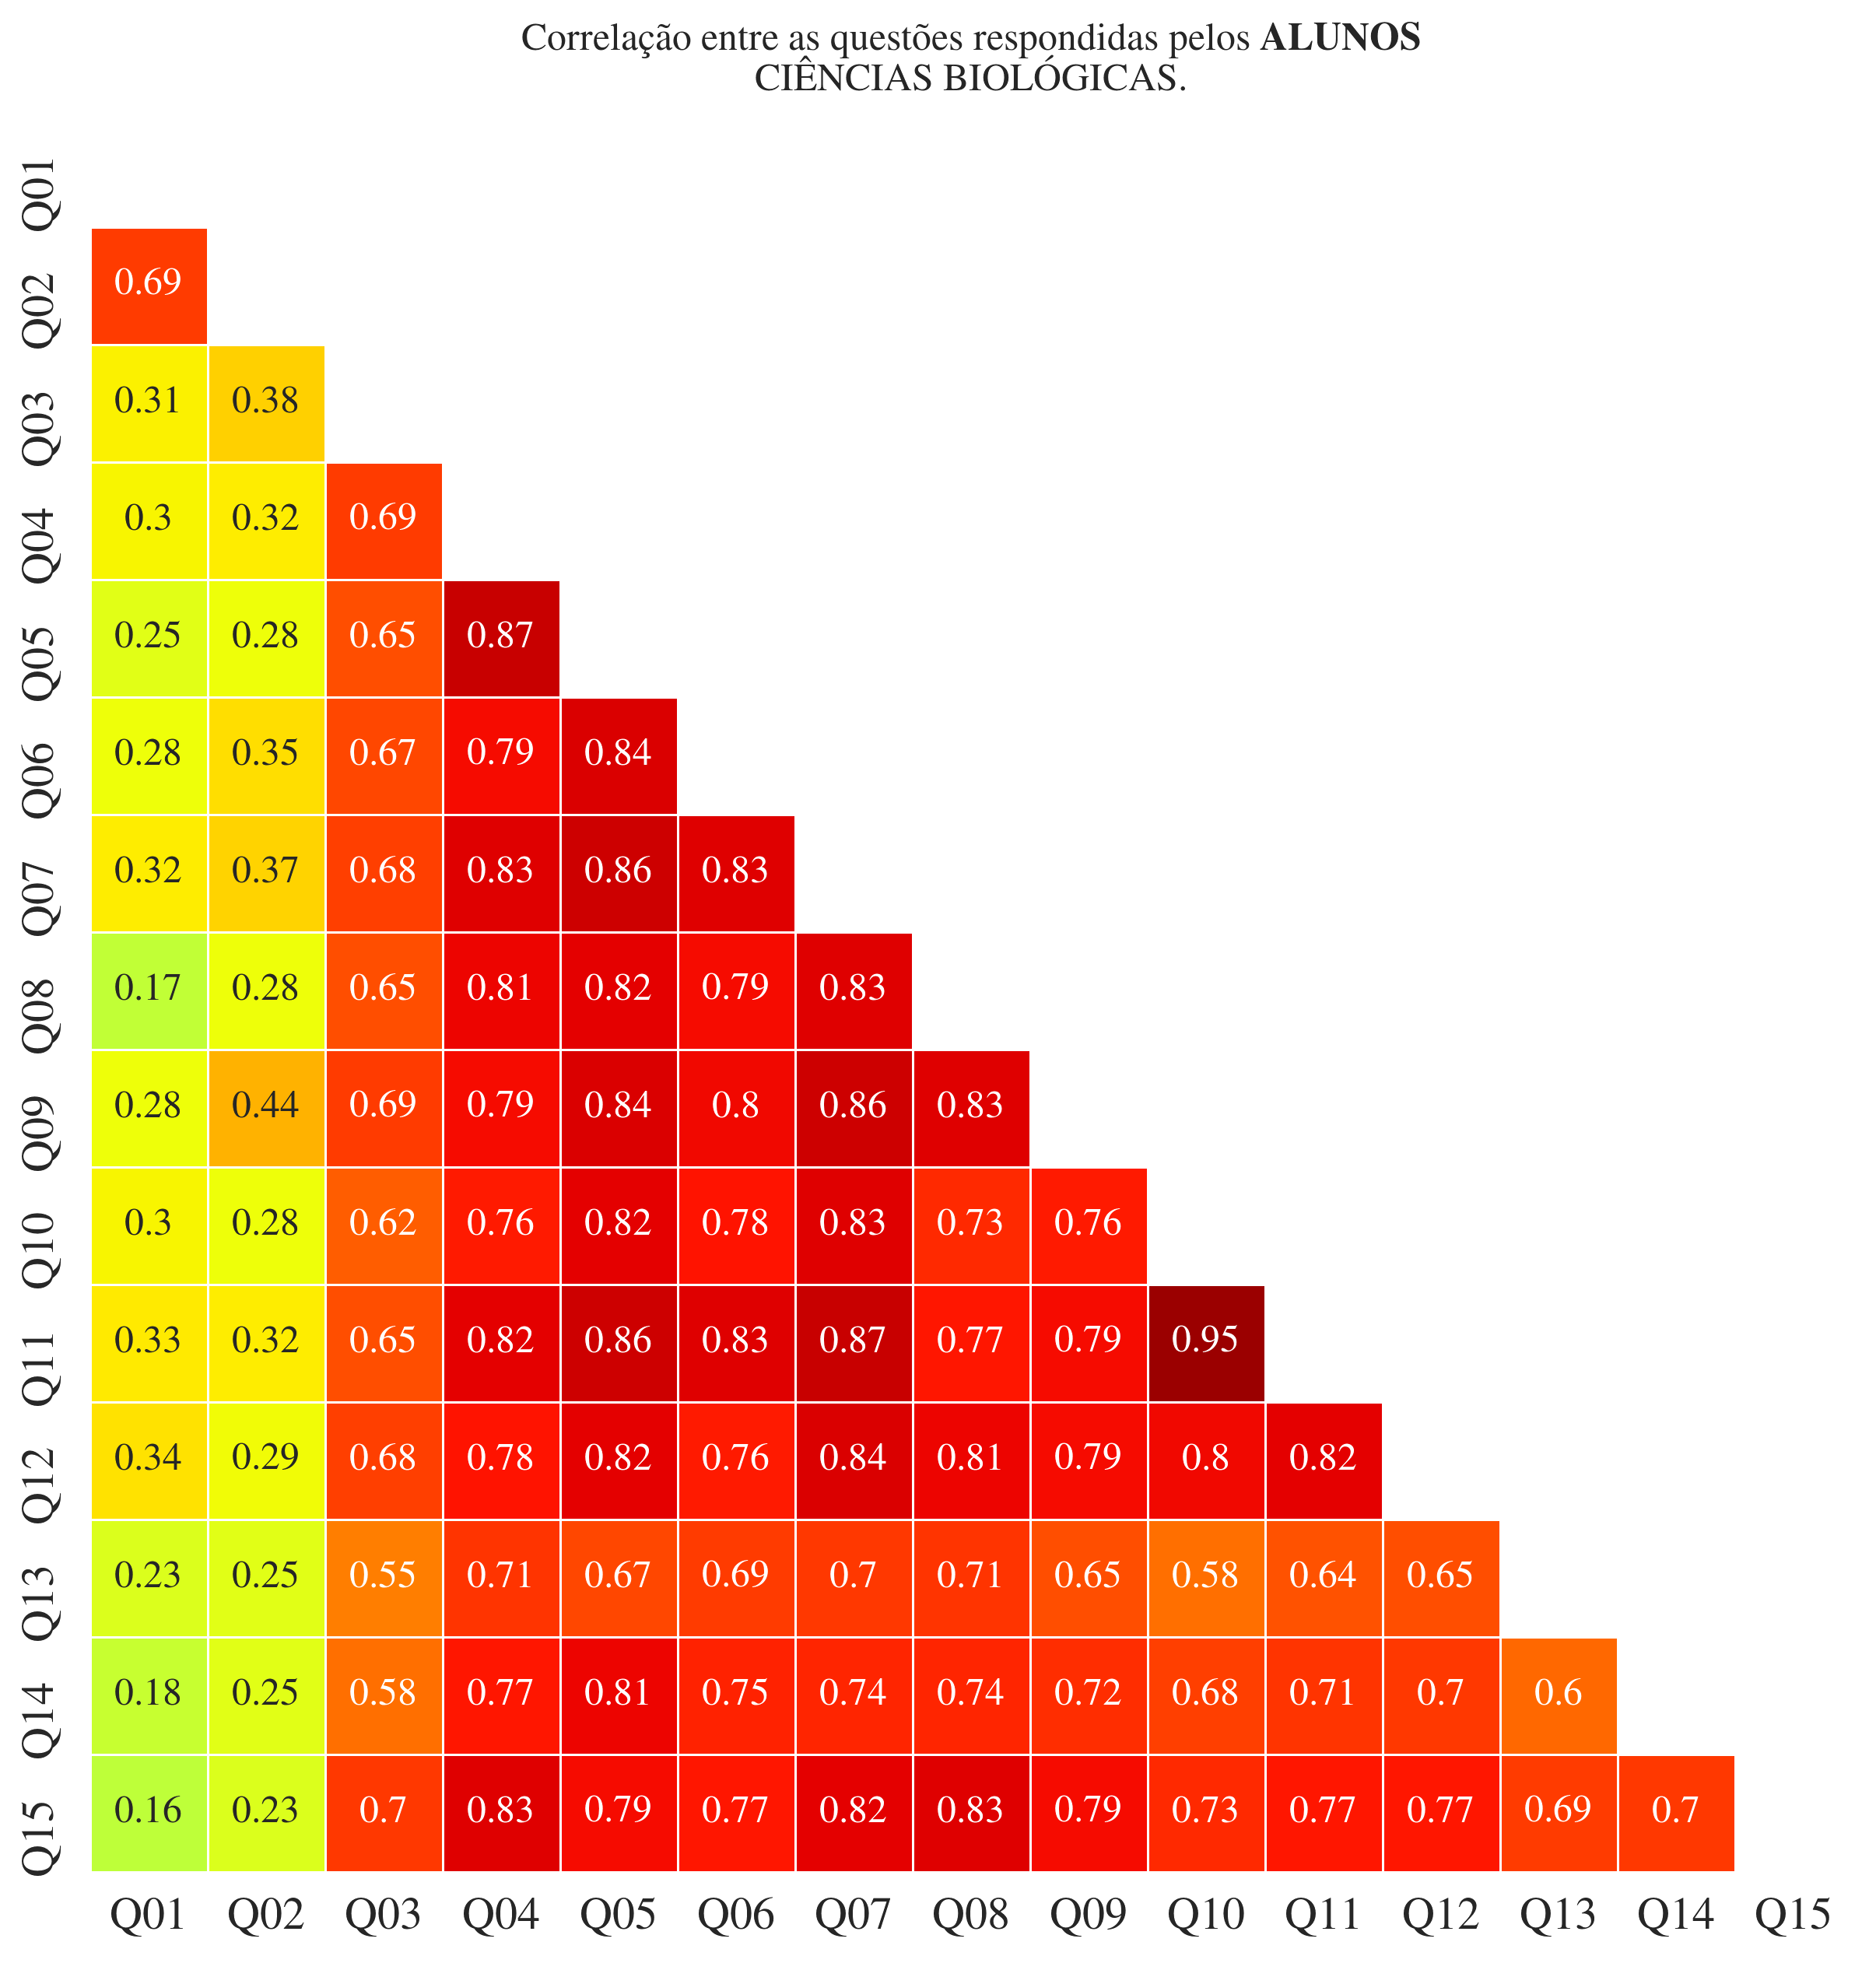 Correlação entre as questões respondidas pelos ALUNOS
CIÊNCIAS BIOLÓGICAS.
Q01
Q02 0.69
Q03 0.31 0.38
Q04 0.3 0.32 0.69
Q05 0.25 0.28 0.65 0.87
Q06 0.28 0.35 0.67 0.79 0.84
Q07 0.32 0.37 0.68 0.83 0.86 0.83
Q08 0.17 0.28 0.65 0.81 0.82 0.79 0.83
Q09 0.28 0.44 0.69 0.79 0.84 0.8 0.86 0.83
Q10 0.3 0.28 0.62 0.76 0.82 0.78 0.83 0.73 0.76
Q11 0.33 0.32 0.65 0.82 0.86 0.83 0.87 0.77 0.79 0.95
Q12 0.34 0.29 0.68 0.78 0.82 0.76 0.84 0.81 0.79 0.8 0.82
Q13 0.23 0.25 0.55 0.71 0.67 0.69 0.7 0.71 0.65 0.58 0.64 0.65
Q14 0.18 0.25 0.58 0.77 0.81 0.75 0.74 0.74 0.72 0.68 0.71 0.7 0.6
Q15 0.16 0.23 0.7 0.83 0.79 0.77 0.82 0.83 0.79 0.73 0.77 0.77 0.69 0.7
Q01 Q02 Q03 Q04 Q05 Q06 Q07 Q08 Q09 Q10 Q11 Q12 Q13 Q14 Q15